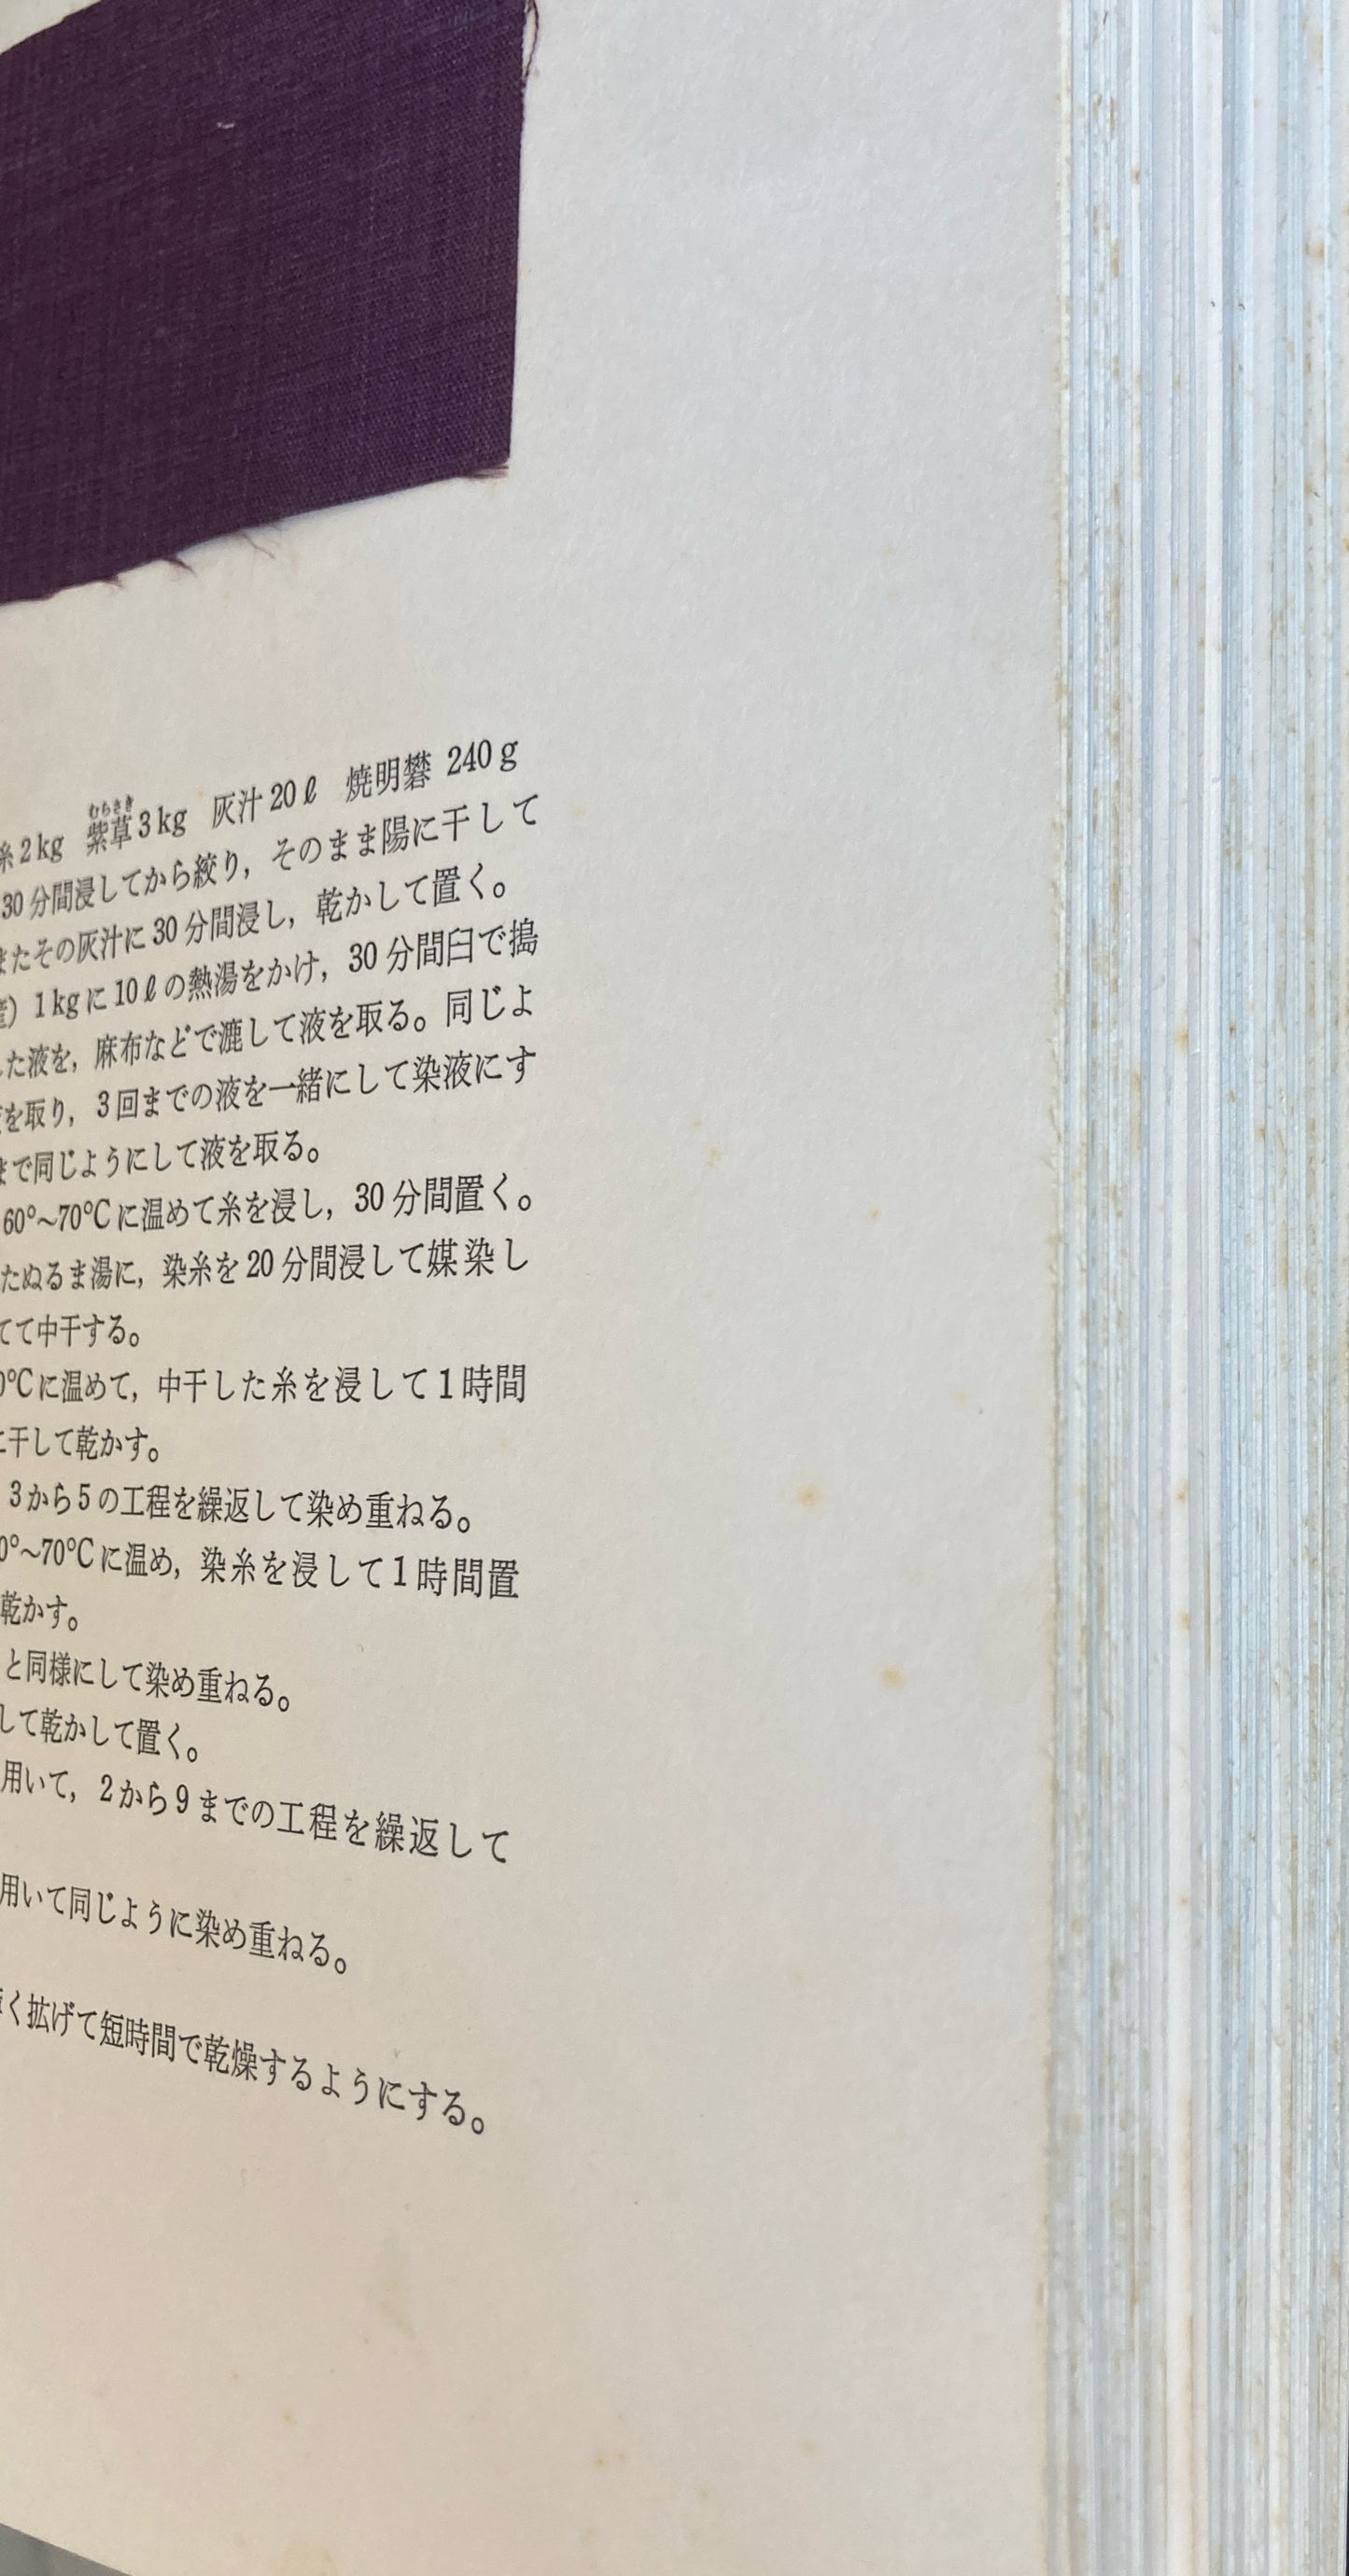 糸2kg 紫草3kg 灰汁20ℓ 焼明礬 240g
むらさき
30分間浸してから絞り，そのまま陽に干して
またその灰汁に30分間浸し，乾かして置く。
1kgに10ℓの熱湯をかけ，30分間臼で搗
した液を，麻布などで漉して液を取る。同じよ
を取り，3回までの液を一緒にして染液にす
まで同じようにして液を取る。
60°～70℃に温めて糸を浸し，30分間置く。
たぬるま湯に，染糸を20分間浸して媒染し
てて中干する。
0℃に温めて，中干した糸を浸して1時間
に干して乾かす。
3から5の工程を繰返して染め重ねる。
0°～70℃に温め，染糸を浸して1時間置
乾かす。
と同様にして染め重ねる。
して乾かして置く。
用いて，2から9までの工程を繰返して
用いて同じように染め重ねる。
く拡げて短時間で乾燥するようにする。